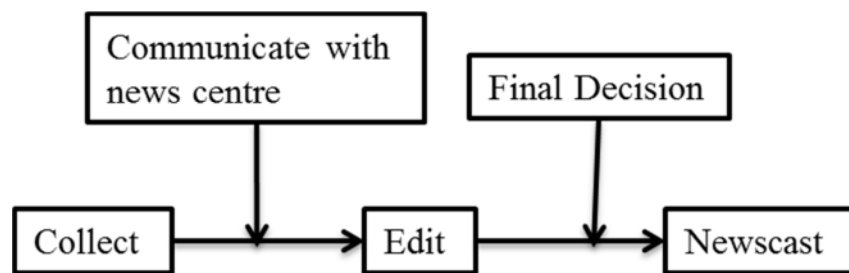 Communicate with
news centre
Final Decision
Collect
Edit
Newscast